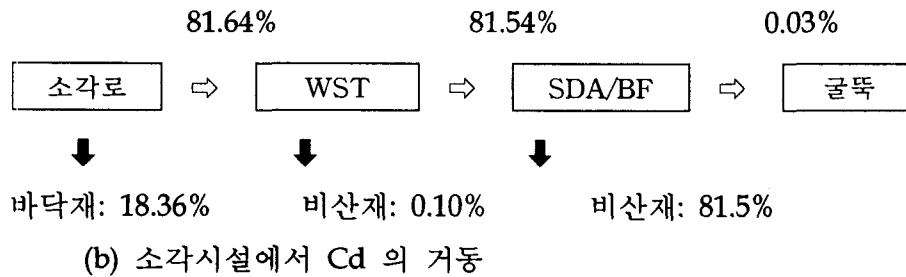 81.64% 81.54% 0.03%
소각로 ⇨ WST ⇨ SDA/BF ⇨ 굴뚝
바닥재: 18.36% 비산재: 0.10% 비산재: 81.5%
(b) 소각시설에서 Cd 의 거동